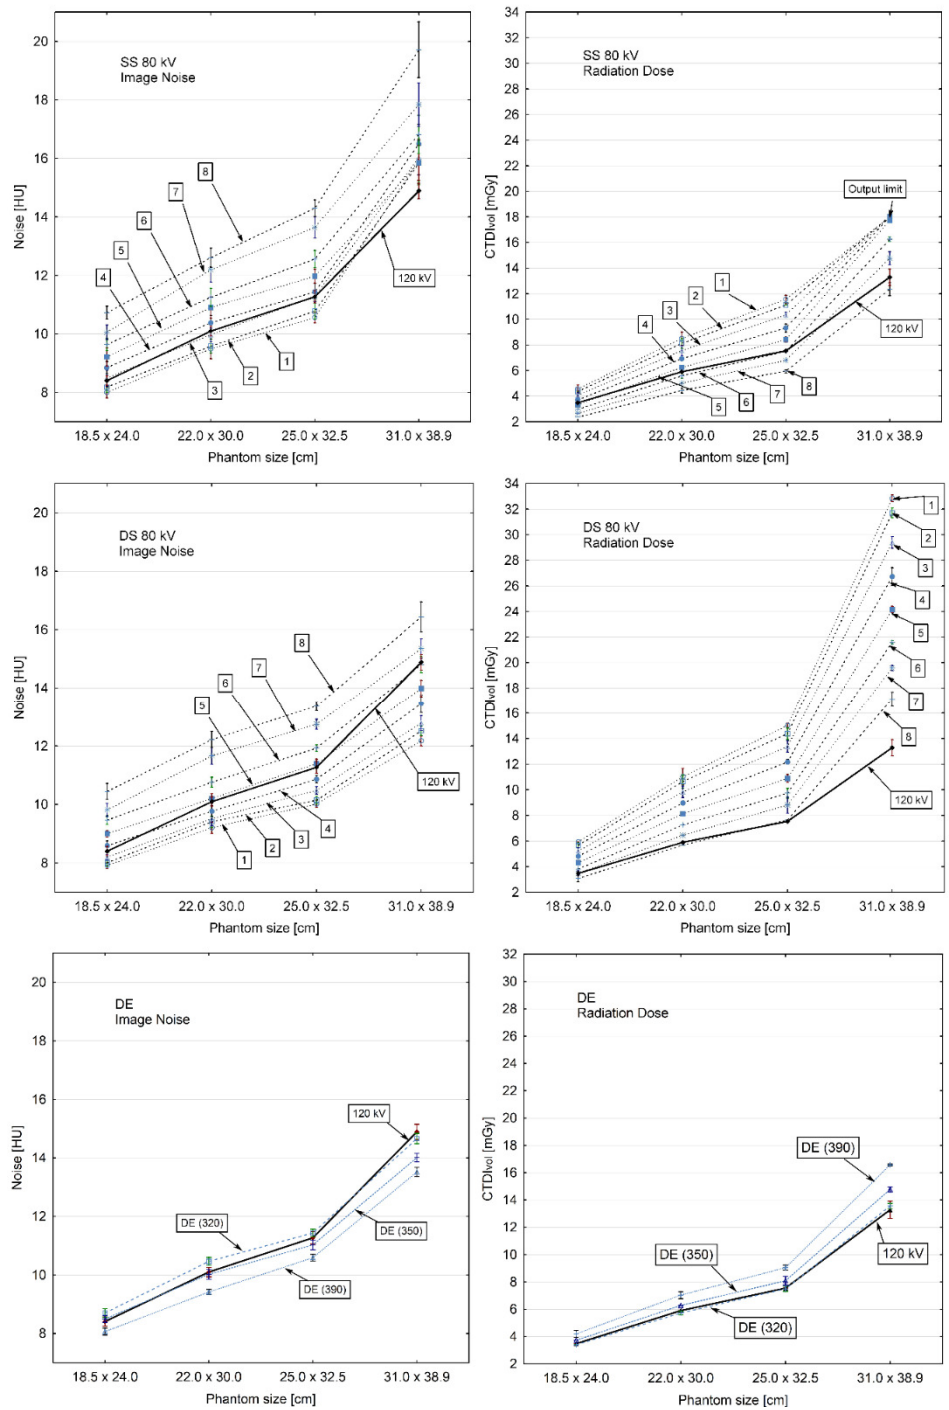 20
18
16
14
12
10
8
Noise [HU]
SS 80 kV
Image Noise
8
7
6
5
4
3
2
1
120 kV
18.5 x 24.0 22.0 x 30.0 25.0 x 32.5 31.0 x 38.9
Phantom size [cm]
34
32
30
28
26
24
22
20
18
16
14
12
10
8
6
4
2
CTDIvol [mGy]
SS 80 kV
Radiation Dose
Output limit
1
2
3
4
120 kV
5
6
7
8
18.5 x 24.0 22.0 x 30.0 25.0 x 32.5 31.0 x 38.9
Phantom size [cm]
20
18
16
14
12
10
8
Noise [HU]
DS 80 kV
Image Noise
8
7
6
5
120 kV
4
3
2
1
18.5 x 24.0 22.0 x 30.0 25.0 x 32.5 31.0 x 38.9
Phantom size [cm]
34
32
30
28
26
24
22
20
18
16
14
12
10
8
6
4
2
CTDIvol [mGy]
DS 80 kV
Radiation Dose
1
2
3
4
5
6
7
8
120 kV
18.5 x 24.0 22.0 x 30.0 25.0 x 32.5 31.0 x 38.9
Phantom size [cm]
20
18
16
14
12
10
8
Noise [HU]
DE
Image Noise
120 kV
DE (320)
DE (350)
DE (390)
18.5 x 24.0 22.0 x 30.0 25.0 x 32.5 31.0 x 38.9
Phantom size [cm]
32
30
28
26
24
22
20
18
16
14
12
10
8
6
4
2
CTDIvol [mGy]
DE
Radiation Dose
DE (390)
DE (350)
120 kV
DE (320)
18.5 x 24.0 22.0 x 30.0 25.0 x 32.5 31.0 x 38.9
Phantom size [cm]